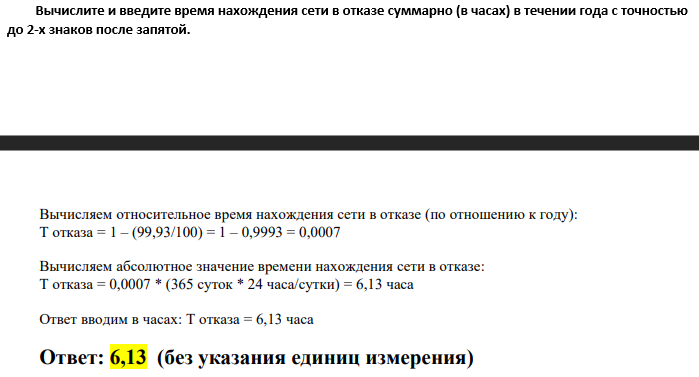 Вычислите и введите время нахождения сети в отказе суммарно (в часах) в течении года с точностью
до 2-х знаков после запятой.
Вычисляем относительное время нахождения сети в отказе (по отношению к году):
Т отказа = 1 – (99,93/100) = 1 – 0,9993 = 0,0007
Вычисляем абсолютное значение времени нахождения сети в отказе:
Т отказа = 0,0007 * (365 суток * 24 часа/сутки) = 6,13 часа
Ответ вводим в часах: Т отказа = 6,13 часа
Ответ: 6,13 (без указания единиц измерения)